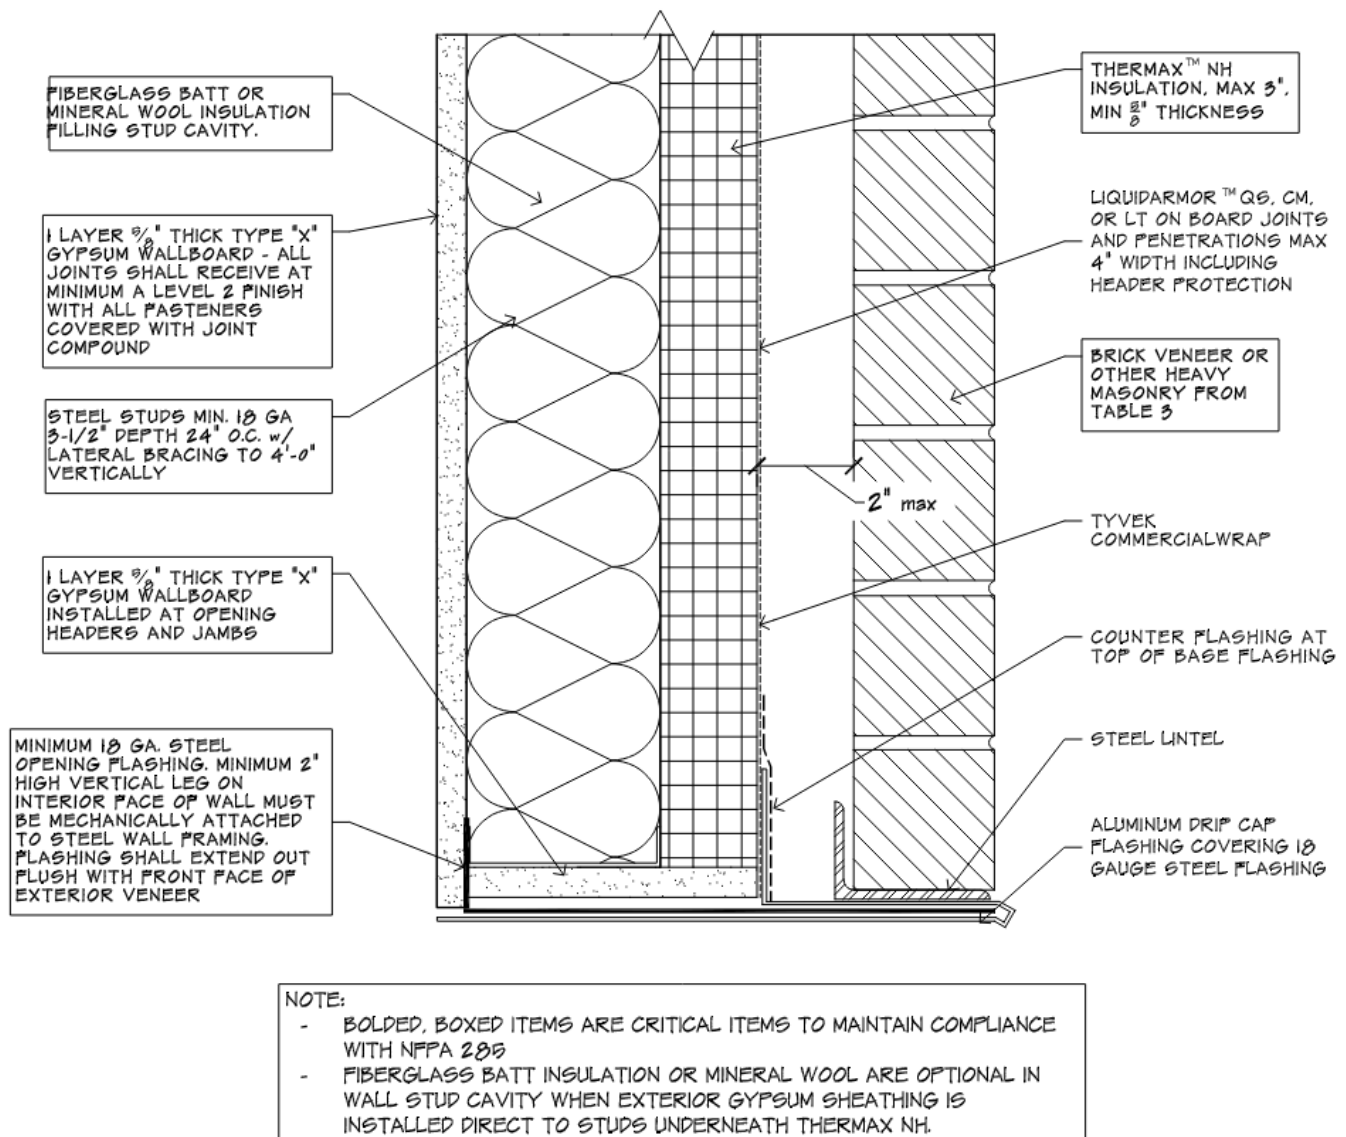 FIBERGLASS BATT OR
MINERAL WOOL INSULATION
FILLING STUD CAVITY.
1 LAYER 5/8" THICK TYPE "X"
GYPSUM WALLBOARD - ALL
JOINTS SHALL RECEIVE AT
MINIMUM A LEVEL 2 FINISH
WITH ALL FASTENERS
COVERED WITH JOINT
COMPOUND
STEEL STUDS MIN. 18 GA
3-1/2" DEPTH 24" O.C. w/
LATERAL BRACING TO 4'-0"
VERTICALLY
1 LAYER 5/8" THICK TYPE "X"
GYPSUM WALLBOARD
INSTALLED AT OPENING
HEADERS AND JAMBS
MINIMUM 18 GA. STEEL
OPENING FLASHING. MINIMUM 2"
HIGH VERTICAL LEG ON
INTERIOR FACE OF WALL MUST
BE MECHANICALLY ATTACHED
TO STEEL WALL FRAMING.
FLASHING SHALL EXTEND OUT
FLUSH WITH FRONT FACE OF
EXTERIOR VENEER
THERMAX™ NH
INSULATION, MAX 3",
MIN 5/8" THICKNESS
LIQUIDARMOR™ QS, CM,
OR LT ON BOARD JOINTS
AND PENETRATIONS MAX
4" WIDTH INCLUDING
HEADER PROTECTION
BRICK VENEER OR
OTHER HEAVY
MASONRY FROM
TABLE 3
2" max
TYVEK
COMMERCIALWRAP
COUNTER FLASHING AT
TOP OF BASE FLASHING
STEEL LINTEL
ALUMINUM DRIP CAP
FLASHING COVERING 18
GAUGE STEEL FLASHING
NOTE:
- BOLDED, BOXED ITEMS ARE CRITICAL ITEMS TO MAINTAIN COMPLIANCE
WITH NFPA 285
- FIBERGLASS BATT INSULATION OR MINERAL WOOL ARE OPTIONAL IN
WALL STUD CAVITY WHEN EXTERIOR GYPSUM SHEATHING IS
INSTALLED DIRECT TO STUDS UNDERNEATH THERMAX NH.